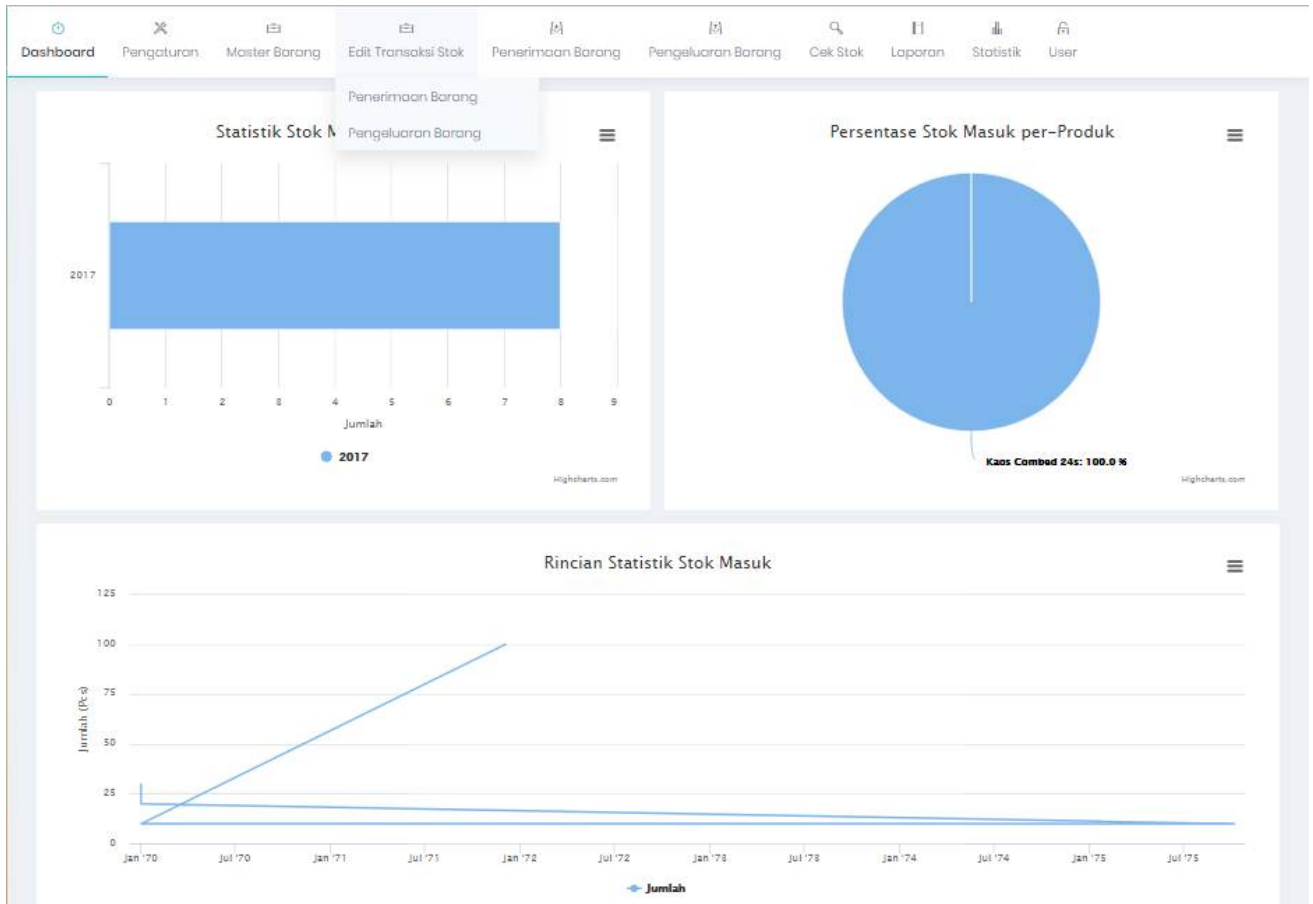 Dashboard Pengaturan Master Barang Edit Transaksi Stok Penerimaan Barang Pengeluaran Barang Cek Stok Laporan Statistik User
Penerimaan Barang
Pengeluaran Barang
Statistik Stok
2017
0 1 2 3 4 5 6 7 8 9
Jumlah
2017
Highcharts.com
Persentase Stok Masuk per-Produk
Kaos Combed 24s: 100.0 %
Highcharts.com
Rincian Statistik Stok Masuk
Jumlah (Pcs)
125
100
75
50
25
0
Jan '70 Jul '70 Jan '71 Jul '71 Jan '72 Jul '72 Jan '73 Jul '73 Jan '74 Jul '74 Jan '75 Jul '75
Jumlah